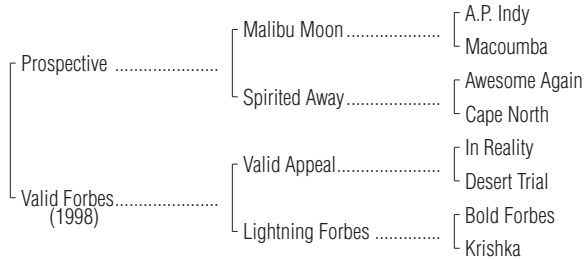 A.P. Indy
Malibu Moon ....................
Macoumba
Prospective ......................
Awesome Again
Spirited Away....................
Cape North
In Reality
Valid Appeal......................
Desert Trial
Valid Forbes......................
(1998)
Bold Forbes
Lightning Forbes ..............
Krishka